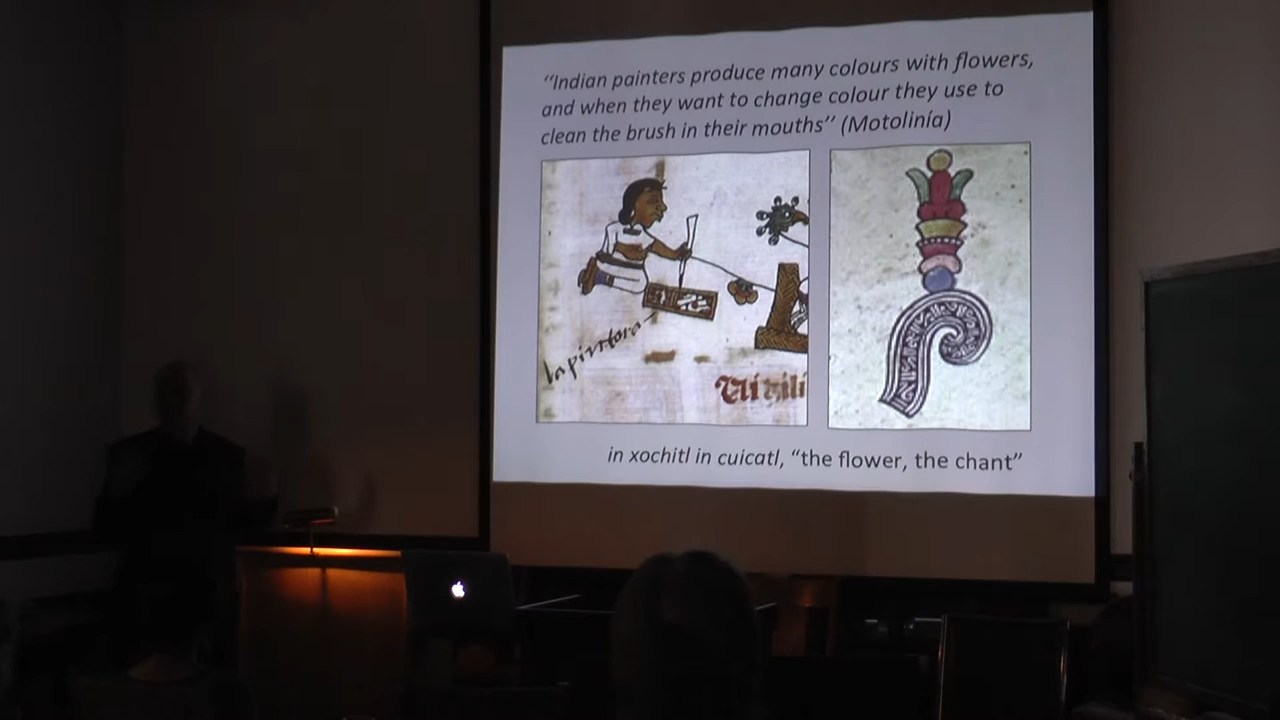 “Indian painters produce many colours with flowers,
and when they want to change colour they use to
clean the brush in their mouths” (Motolinía)
la pintora
in xochitl in cuicatl, “the flower, the chant”